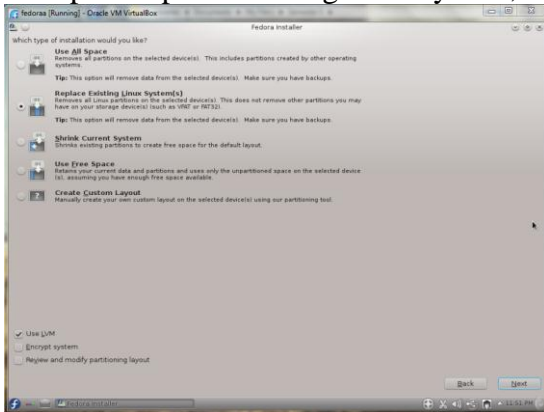 fedoraa [Running] - Oracle VM VirtualBox
Fedora Installer
Which type of installation would you like?
Use All Space
Removes all partitions on the selected device(s). This includes partitions created by other operating
systems.
Tip: This option will remove data from the selected device(s). Make sure you have backups.
Replace Existing Linux System(s)
Removes all Linux partitions on the selected device(s). This does not remove other partitions you may
have on your storage device(s) (such as VFAT or FAT32).
Tip: This option will remove data from the selected device(s). Make sure you have backups.
Shrink Current System
Shrinks existing partitions to create free space for the default layout.
Use Free Space
Retains your current data and partitions and uses only the unpartitioned space on the selected device
(s), assuming you have enough free space available.
Create Custom Layout
Manually create your own custom layout on the selected device(s) using our partitioning tool.
Use LVM
Encrypt system
Review and modify partitioning layout
Back
Next
Fedora Installer
11:51 PM